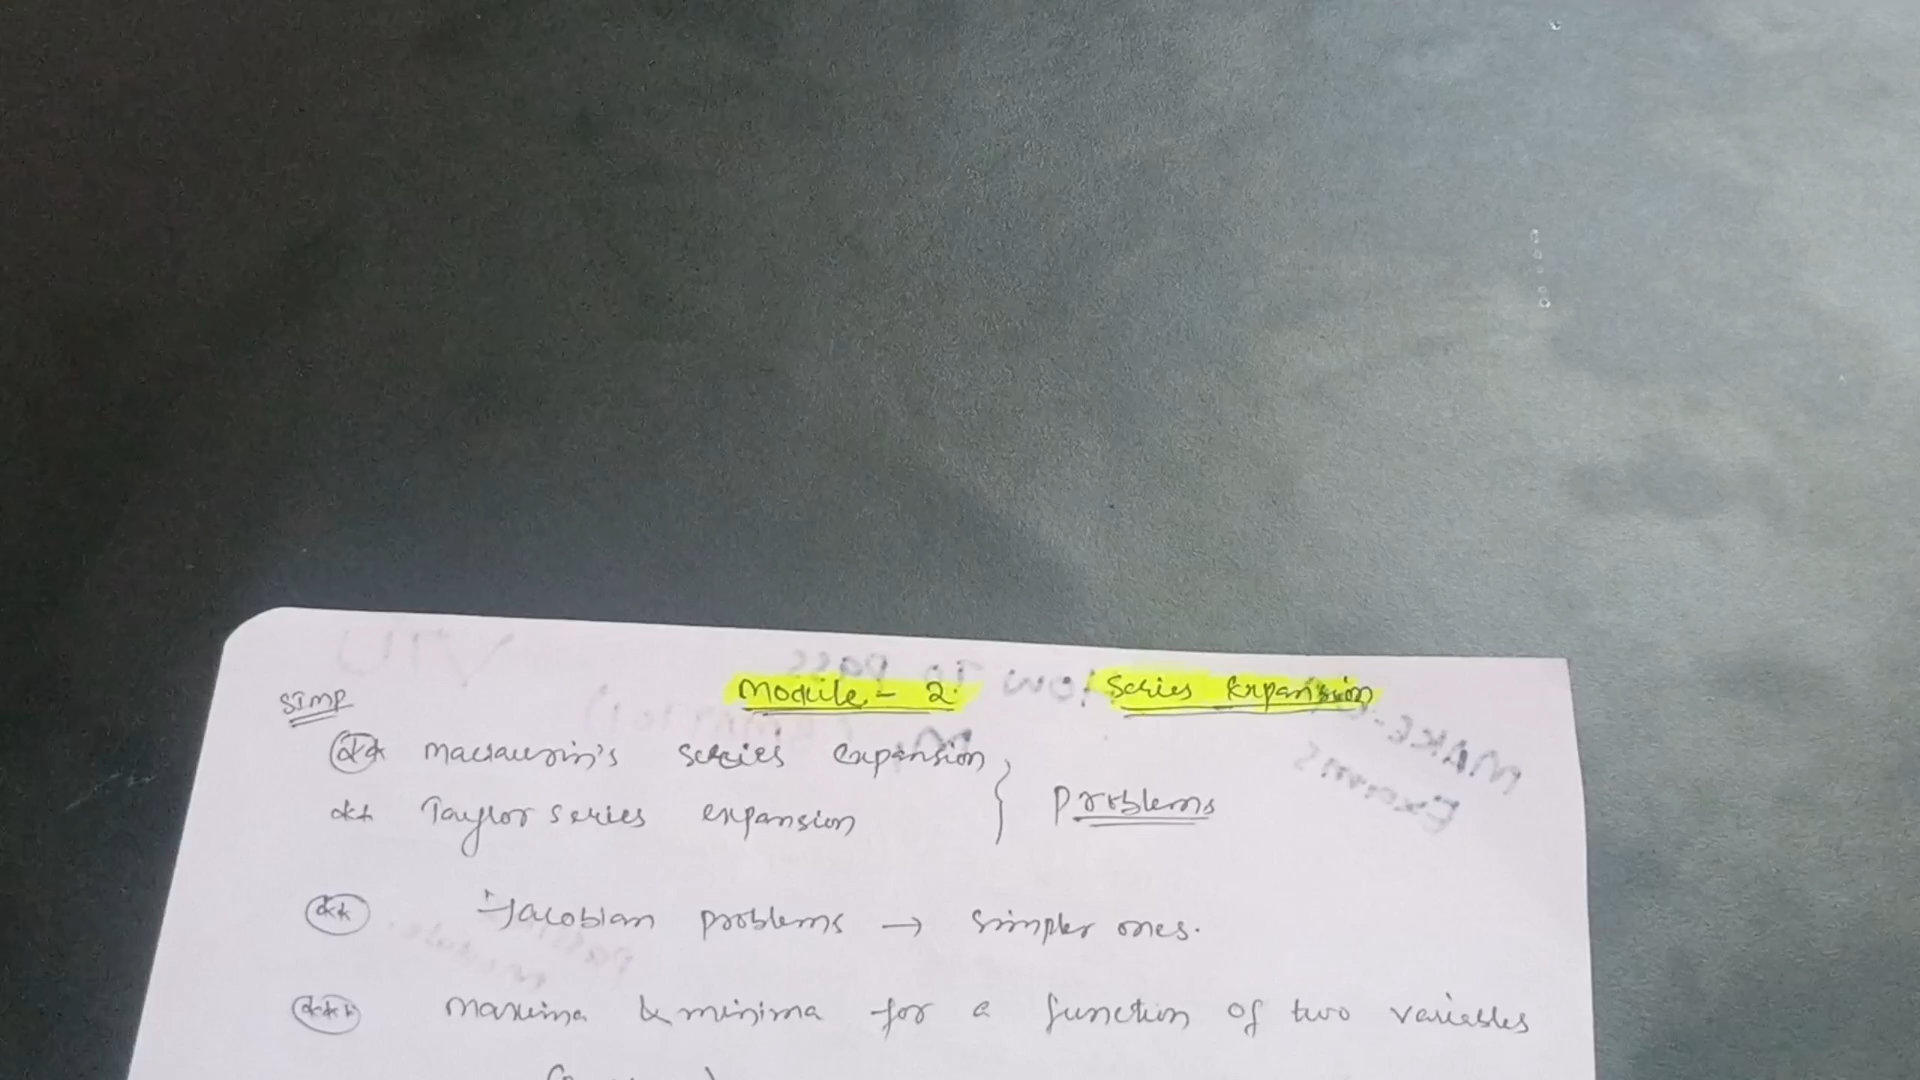 Module - 2. Series Expansion
SIMP
** Maclaurin's series expansion
** Taylor series expansion } Problems
** Jacobian problems → simpler ones.
*** Maxima & minima for a function of two variables